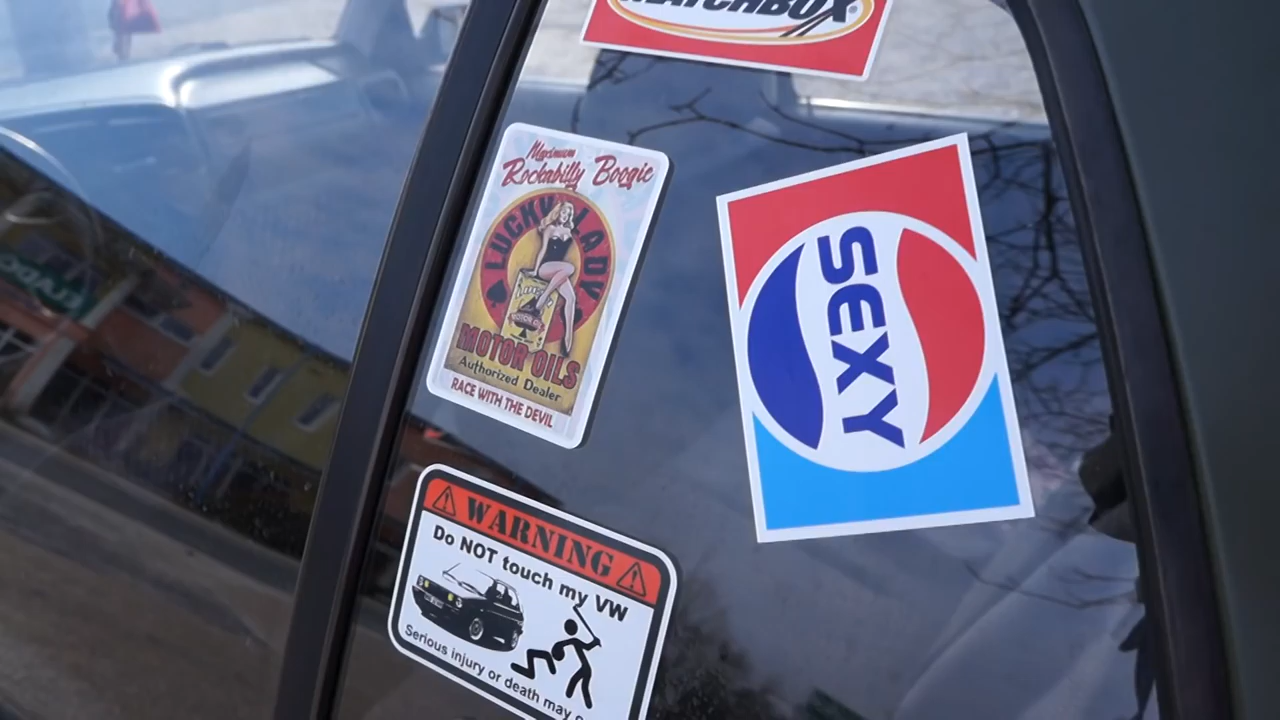 MATCHBOX
Maximum
Rockabilly Boogie
LUCKY LADY
MOTOR OILS
Authorized Dealer
RACE WITH THE DEVIL
SEXY
WARNING
Do NOT touch my VW
Serious injury or death may